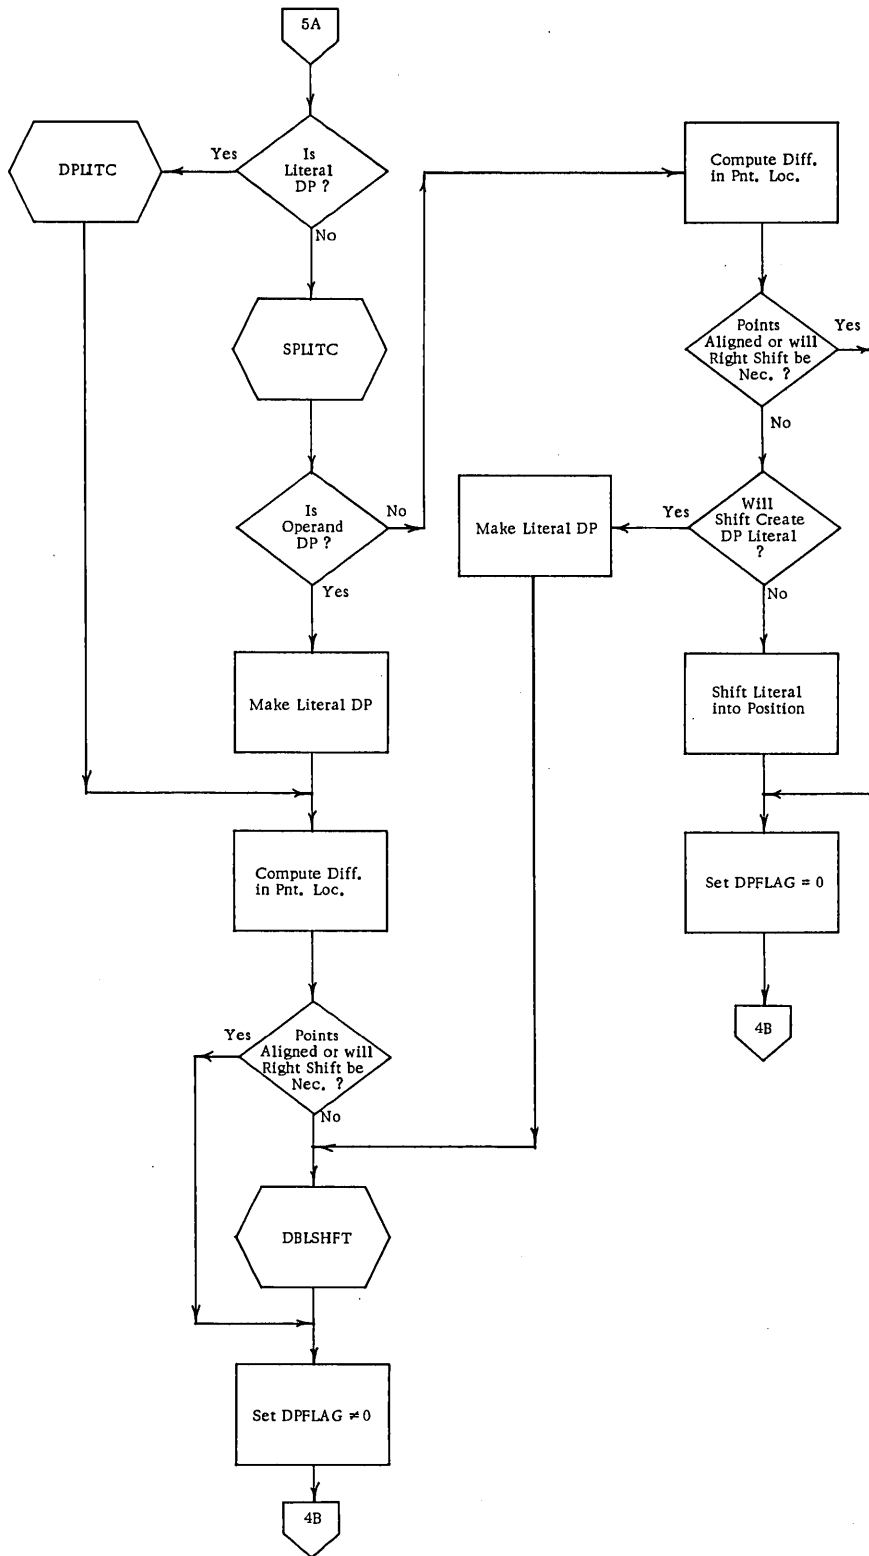 5A
Is
Literal
DP ?
Yes
No
DPLITC
SPLITC
Is
Operand
DP ?
No
Yes
Make Literal DP
Compute Diff.
in Pnt. Loc.
Points
Aligned or will
Right Shift be
Nec. ?
Yes
No
DBLSHFT
Set DPFLAG ≠ 0
4B
Compute Diff.
in Pnt. Loc.
Points
Aligned or will
Right Shift be
Nec. ?
Yes
No
Will
Shift Create
DP Literal
?
Yes
No
Make Literal DP
Shift Literal
into Position
Set DPFLAG = 0
4B